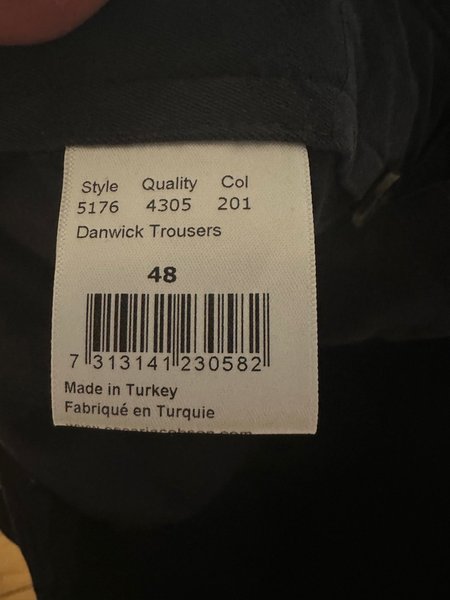 Style Quality Col
5176 4305 201
Danwick Trousers
48
7 313141 230582
Made in Turkey
Fabriqué en Turquie